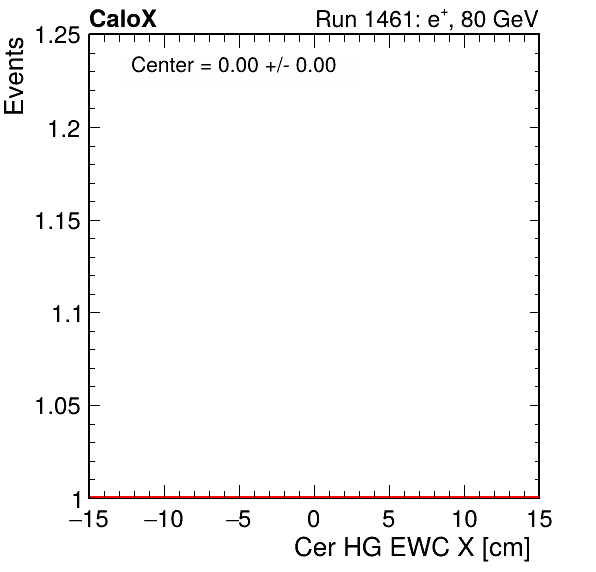 CaloX Run 1461: e⁺, 80 GeV
Center = 0.00 +/- 0.00
Events
1.25
1.2
1.15
1.1
1.05
1
−15 −10 −5 0 5 10 15
Cer HG EWC X [cm]